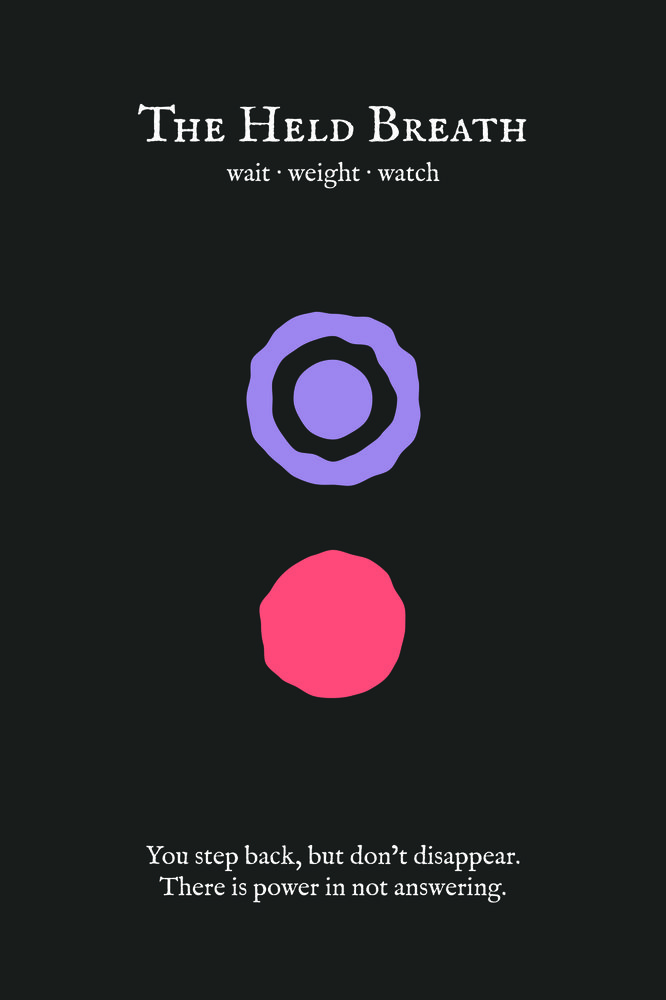 The Held Breath
wait · weight · watch
You step back, but don't disappear.
There is power in not answering.